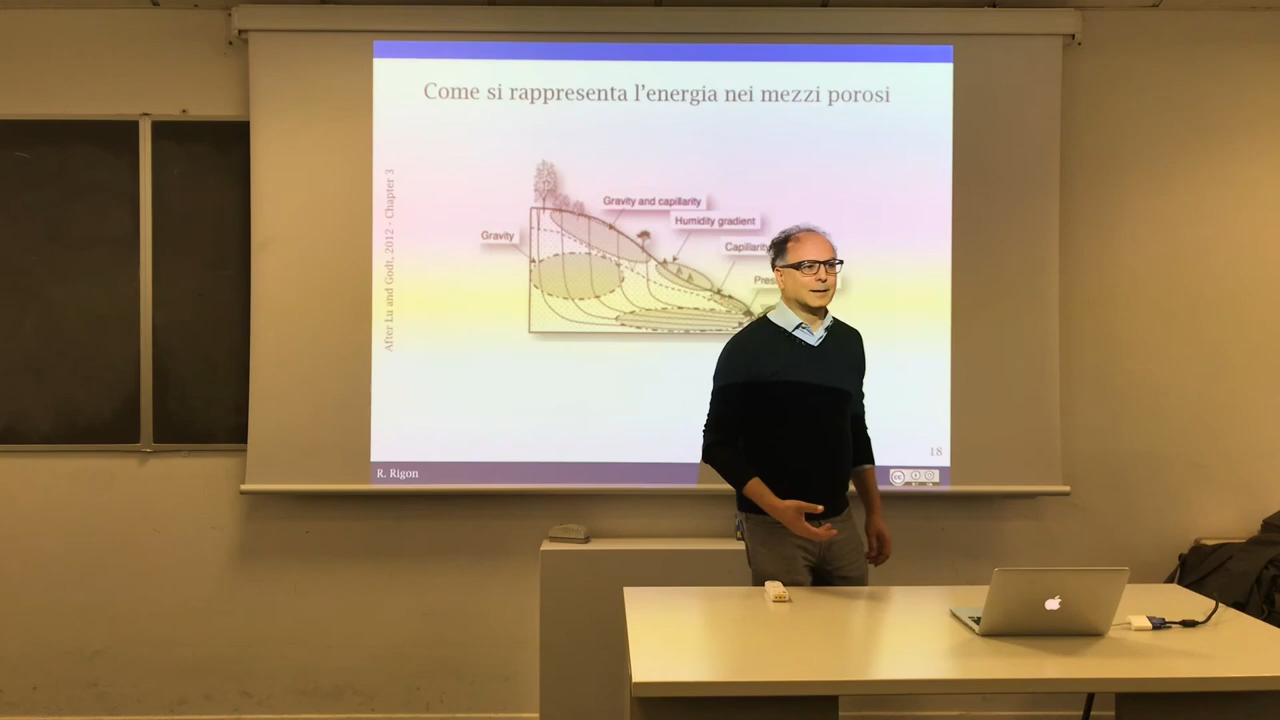 Come si rappresenta l'energia nei mezzi porosi
After Lu and Godt, 2012 - Chapter 3
Gravity and capillarity
Humidity gradient
Gravity
Capillarity
R. Rigon
18
cc